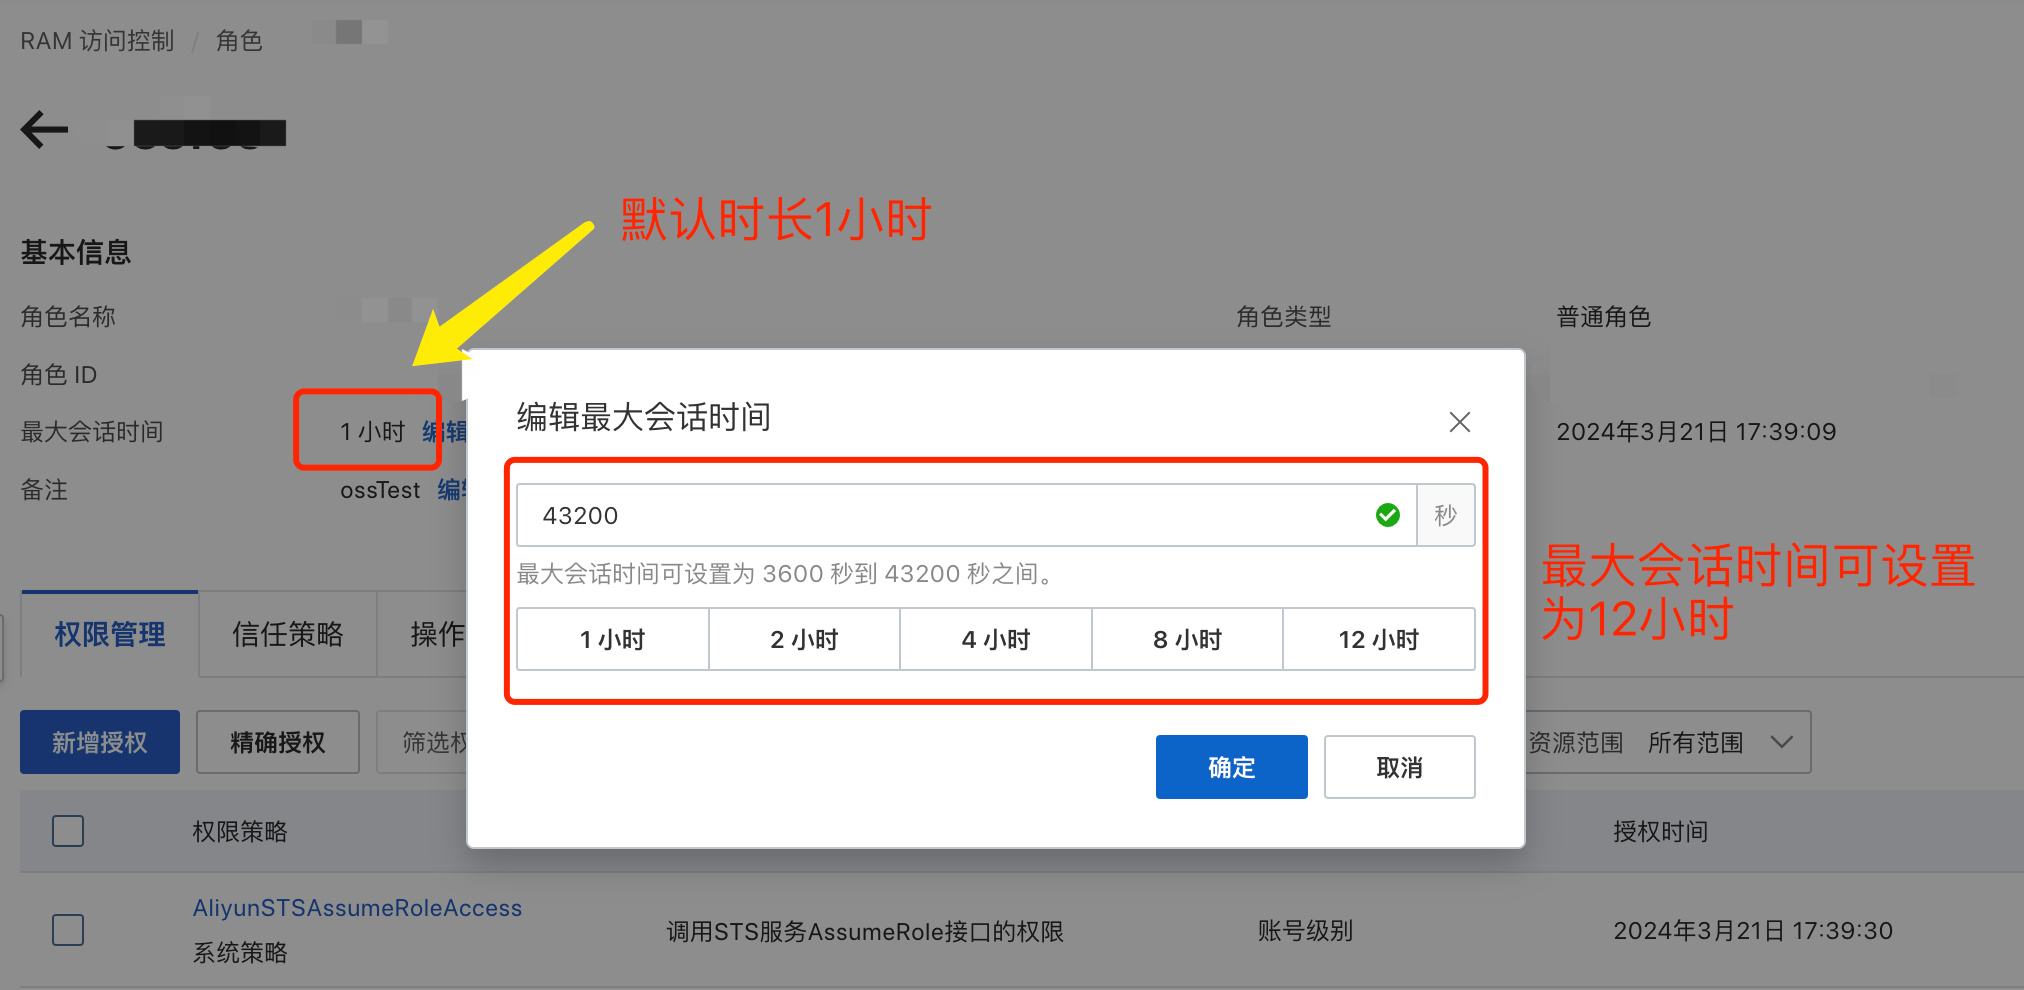 RAM 访问控制 / 角色
默认时长1小时
基本信息
角色名称
角色类型
普通角色
角色 ID
最大会话时间
1 小时 编辑
2024年3月21日 17:39:09
备注
ossTest 编辑
编辑最大会话时间
43200
秒
最大会话时间可设置为 3600 秒到 43200 秒之间。
1 小时
2 小时
4 小时
8 小时
12 小时
最大会话时间可设置
为12小时
确定
取消
权限管理
信任策略
操作
新增授权
精确授权
筛选权
资源范围 所有范围
权限策略
授权时间
AliyunSTSAssumeRoleAccess
系统策略
调用STS服务AssumeRole接口的权限
账号级别
2024年3月21日 17:39:30